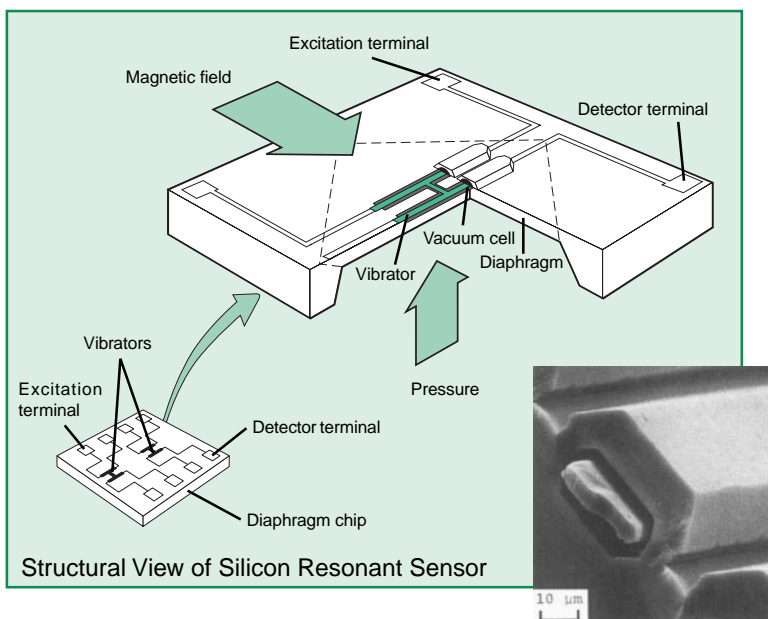 Excitation terminal
Magnetic field
Detector terminal
Vacuum cell
Diaphragm
Vibrator
Vibrators
Pressure
Excitation
terminal
Detector terminal
Diaphragm chip
Structural View of Silicon Resonant Sensor
10 µm